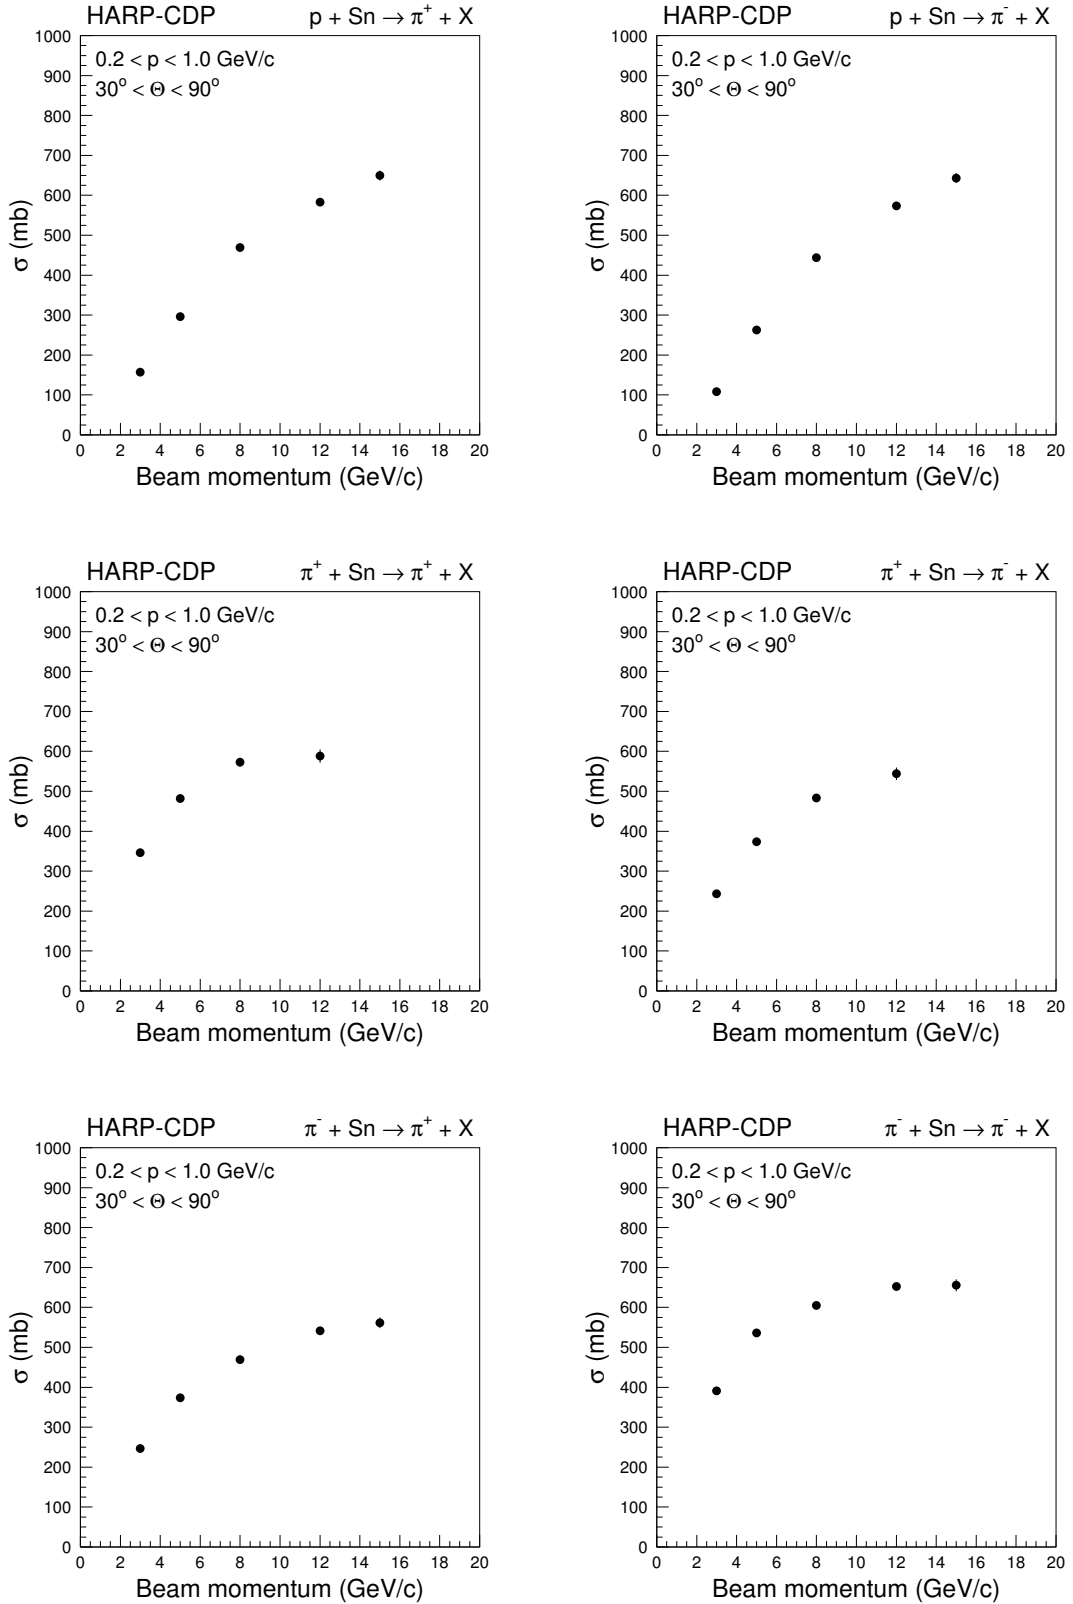 HARP-CDP p + Sn → π⁺ + X
0.2 < p < 1.0 GeV/c
30° < Θ < 90°
σ (mb)
1000
900
800
700
600
500
400
300
200
100
0
0 2 4 6 8 10 12 14 16 18 20
Beam momentum (GeV/c)
HARP-CDP p + Sn → π⁻ + X
0.2 < p < 1.0 GeV/c
30° < Θ < 90°
σ (mb)
1000
900
800
700
600
500
400
300
200
100
0
0 2 4 6 8 10 12 14 16 18 20
Beam momentum (GeV/c)
HARP-CDP π⁺ + Sn → π⁺ + X
0.2 < p < 1.0 GeV/c
30° < Θ < 90°
σ (mb)
1000
900
800
700
600
500
400
300
200
100
0
0 2 4 6 8 10 12 14 16 18 20
Beam momentum (GeV/c)
HARP-CDP π⁺ + Sn → π⁻ + X
0.2 < p < 1.0 GeV/c
30° < Θ < 90°
σ (mb)
1000
900
800
700
600
500
400
300
200
100
0
0 2 4 6 8 10 12 14 16 18 20
Beam momentum (GeV/c)
HARP-CDP π⁻ + Sn → π⁺ + X
0.2 < p < 1.0 GeV/c
30° < Θ < 90°
σ (mb)
1000
900
800
700
600
500
400
300
200
100
0
0 2 4 6 8 10 12 14 16 18 20
Beam momentum (GeV/c)
HARP-CDP π⁻ + Sn → π⁻ + X
0.2 < p < 1.0 GeV/c
30° < Θ < 90°
σ (mb)
1000
900
800
700
600
500
400
300
200
100
0
0 2 4 6 8 10 12 14 16 18 20
Beam momentum (GeV/c)